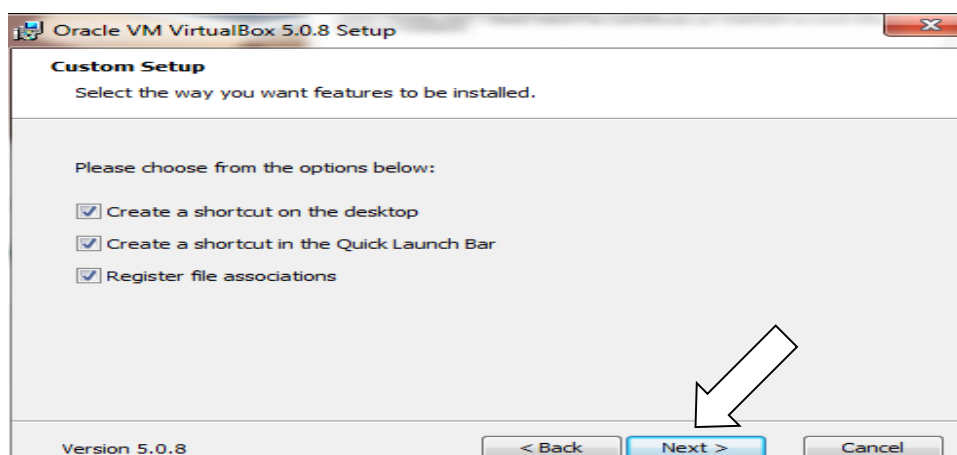 Oracle VM VirtualBox 5.0.8 Setup
Custom Setup
Select the way you want features to be installed.
Please choose from the options below:
Create a shortcut on the desktop
Create a shortcut in the Quick Launch Bar
Register file associations
Version 5.0.8
< Back Next > Cancel